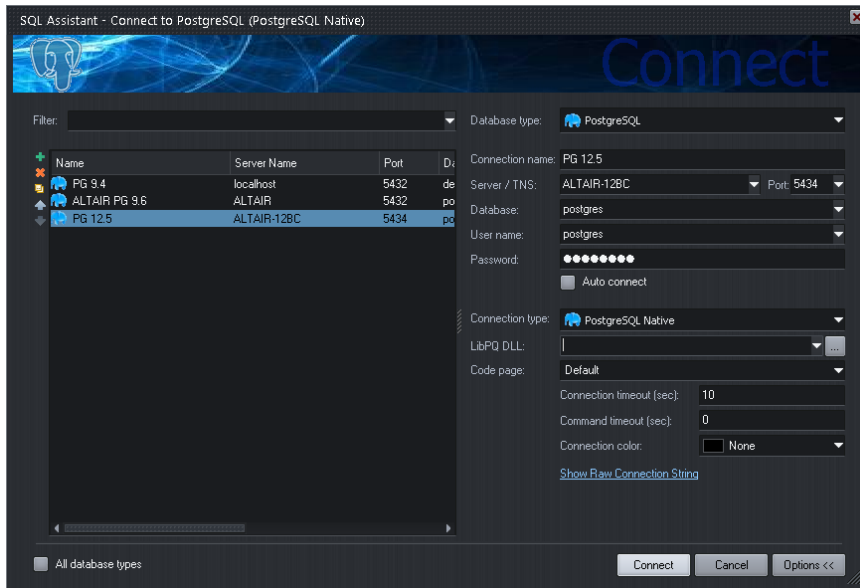 SQL Assistant - Connect to PostgreSQL (PostgreSQL Native)
Connect
Filter:
Name Server Name Port
PG 9.4 localhost 5432 de
ALTAIR PG 9.6 ALTAIR 5432 po
PG 12.5 ALTAIR-12BC 5434 po
Database type: PostgreSQL
Connection name: PG 12.5
Server / TNS: ALTAIR-12BC Port: 5434
Database: postgres
User name: postgres
Password:
Auto connect
Connection type: PostgreSQL Native
LibPQ DLL: ...
Code page: Default
Connection timeout (sec): 10
Command timeout (sec): 0
Connection color: None
Show Raw Connection String
All database types
Connect Cancel Options <<